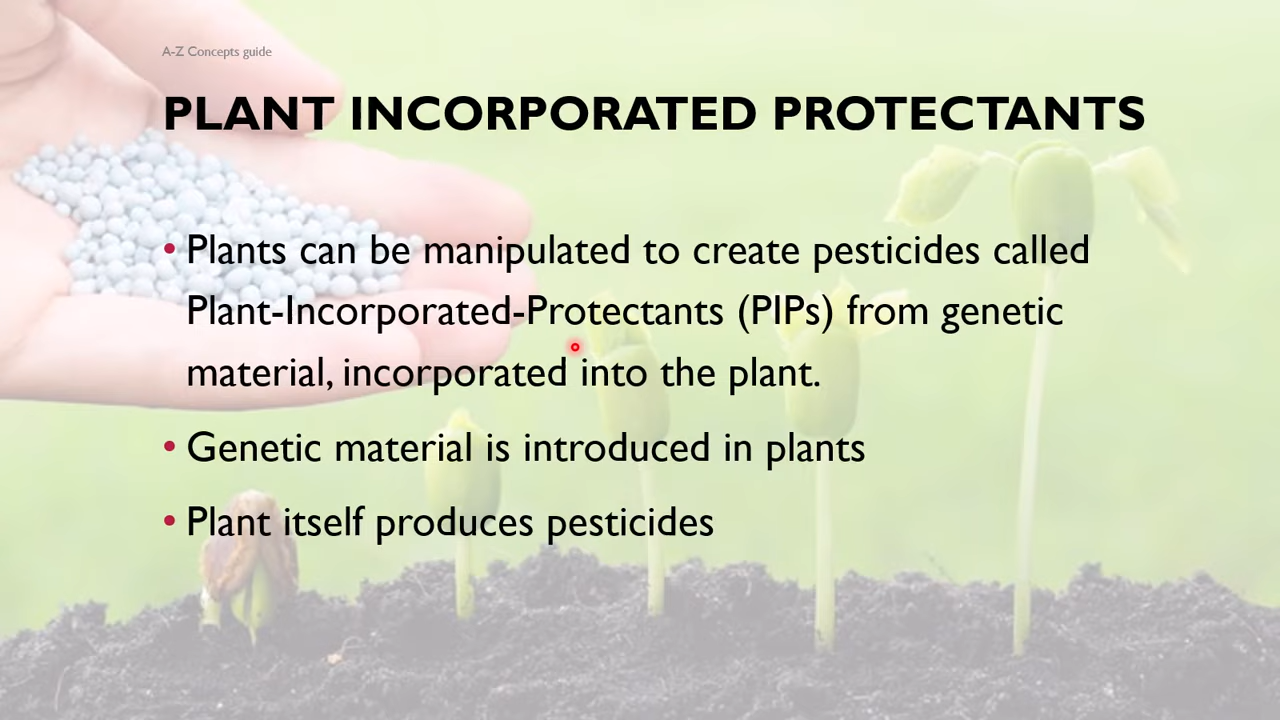 A-Z Concepts guide
PLANT INCORPORATED PROTECTANTS
• Plants can be manipulated to create pesticides called
Plant-Incorporated-Protectants (PIPs) from genetic
material, incorporated into the plant.
• Genetic material is introduced in plants
• Plant itself produces pesticides